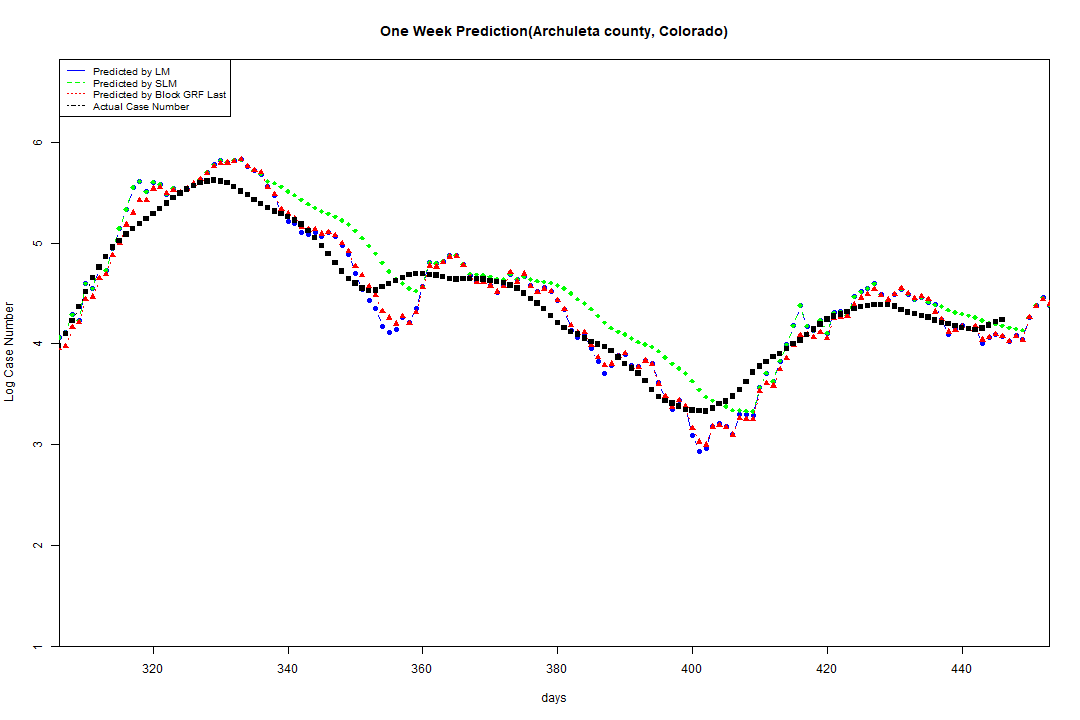 One Week Prediction(Archuleta county, Colorado)
Predicted by LM
Predicted by SLM
Predicted by Block GRF Last
Actual Case Number
6
5
4
3
2
1
Log Case Number
320 340 360 380 400 420 440
days